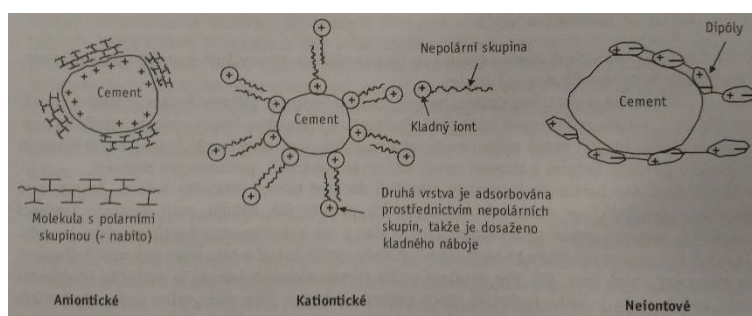 Cement
Molekula s polarními
skupinou (- nabito)
Aniontické
Cement
Nepolární skupina
Kladný iont
Druhá vrstva je adsorbována
prostřednictvím nepolárních
skupin, takže je dosaženo
kladného náboje
Kationtické
Dipóly
Cement
Neiontové